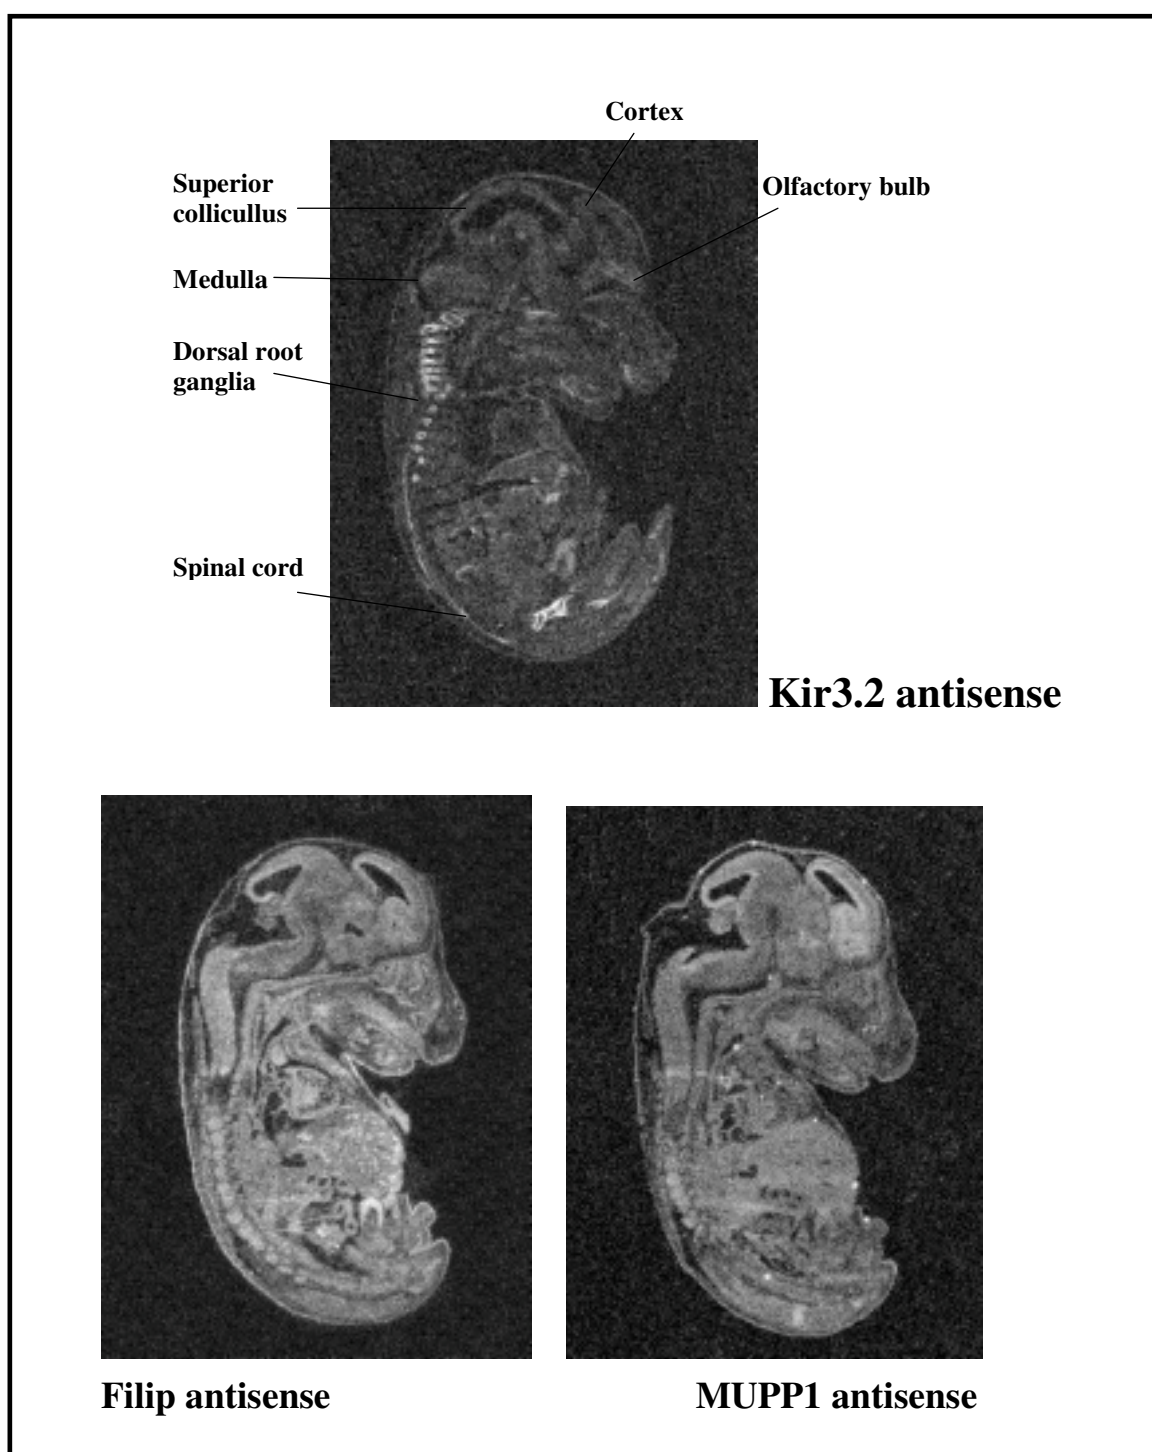 Cortex
Superior
collicullus
Olfactory bulb
Medulla
Dorsal root
ganglia
Spinal cord
Kir3.2 antisense
Filip antisense
MUPP1 antisense